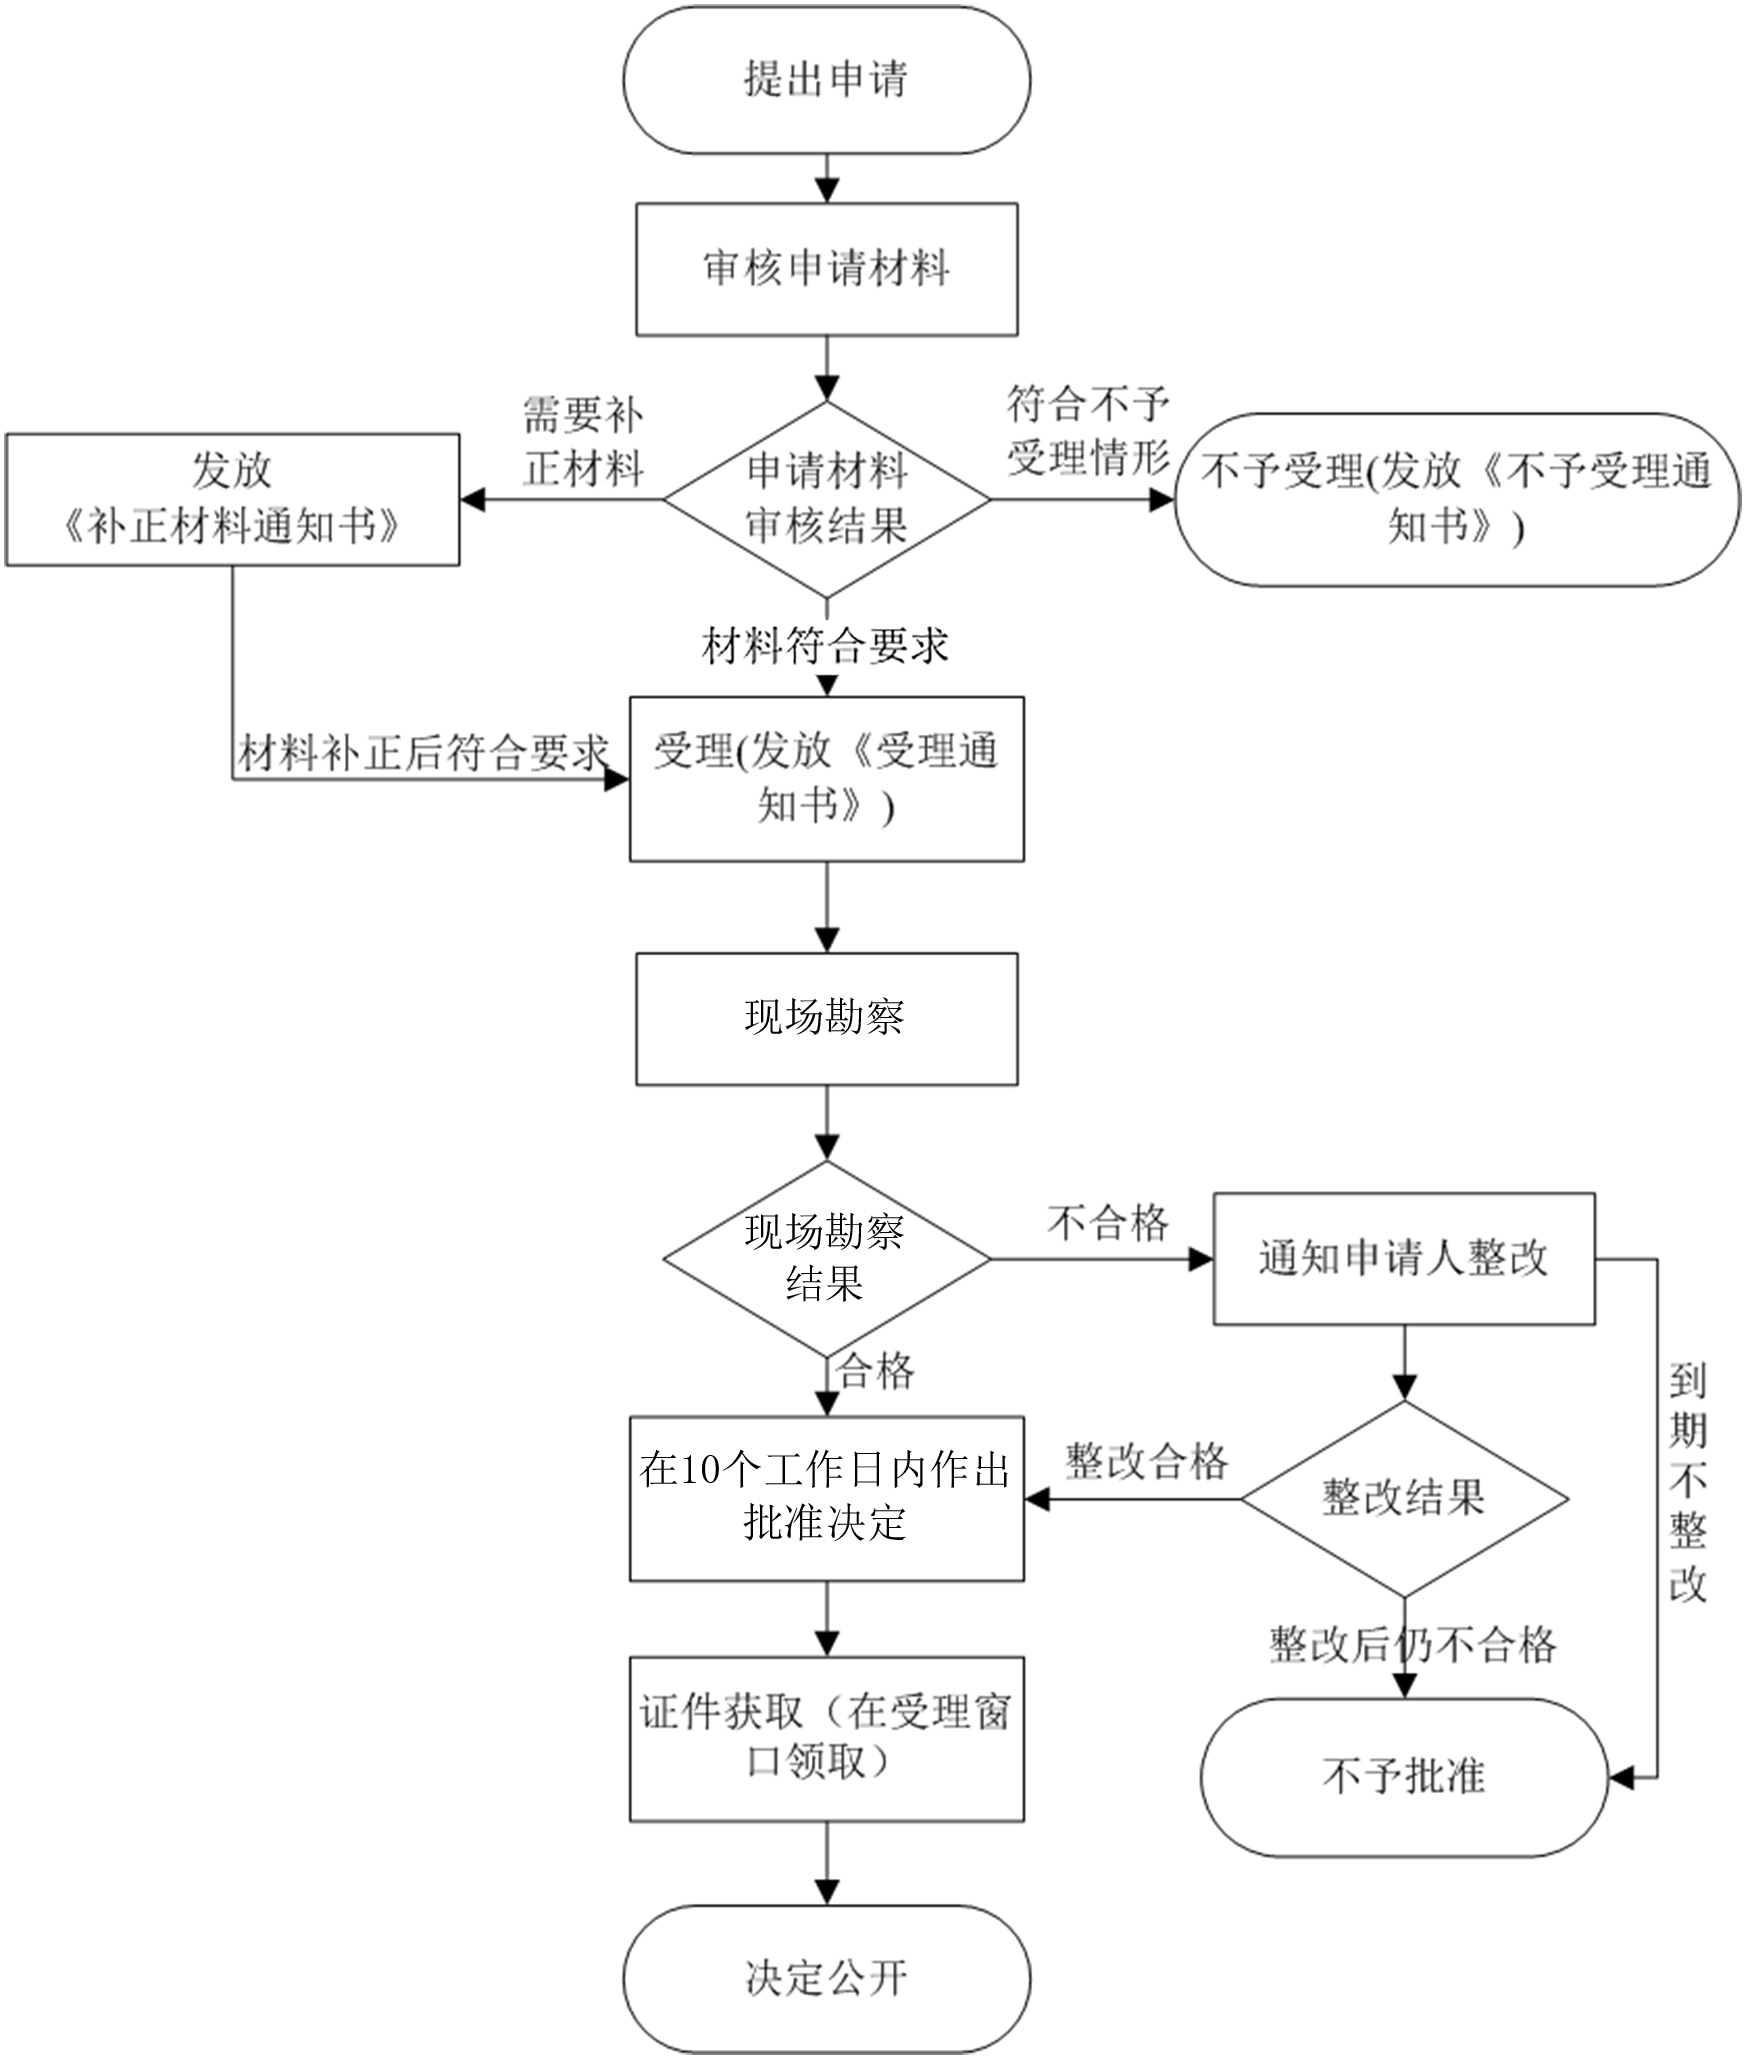 提出申请
审核申请材料
需要补
正材料
符合不予
受理情形
发放
《补正材料通知书》
申请材料
审核结果
不予受理(发放《不予受理通
知书》)
材料符合要求
材料补正后符合要求
受理(发放《受理通
知书》)
现场勘察
现场勘察
结果
不合格
通知申请人整改
合格
到
期
不
整
改
在10个工作日内作出
批准决定
整改合格
整改结果
整改后仍不合格
证件获取（在受理窗
口领取）
不予批准
决定公开